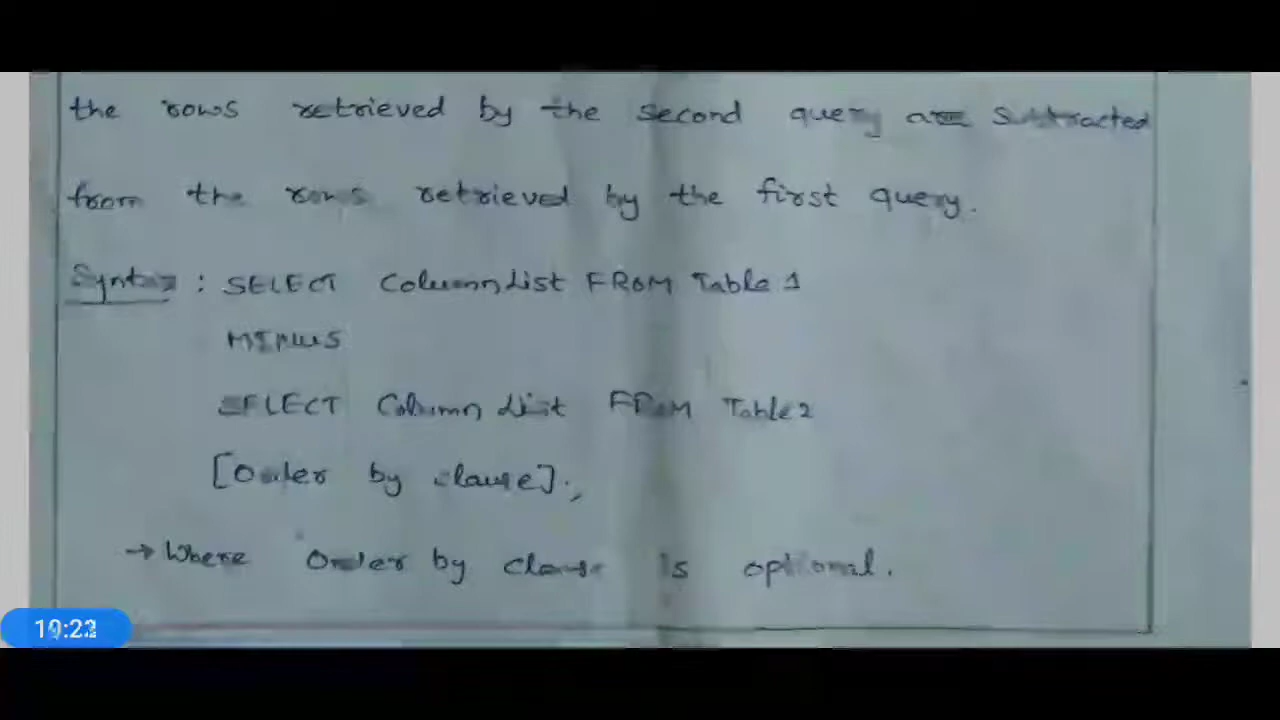 the rows retrieved by the second query are subtracted
from the rows retrieved by the first query.
Syntax : SELECT Column List FROM Table 1
MINUS
SELECT Column List FROM Table 2
[Order by clause];
→ Where Order by clause is optional.
19:23